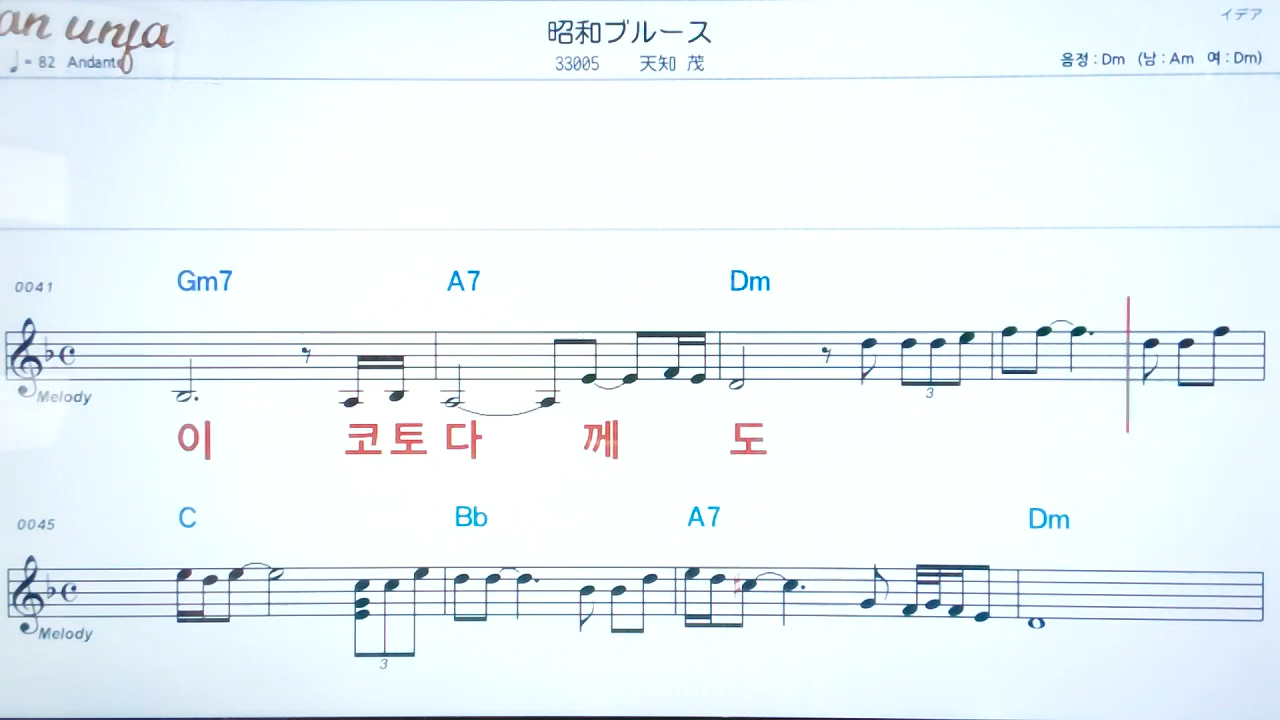 an unja
昭和ブルース
イデア
♩= 82 Andante
33005 天知 茂
음정 : Dm (남 : Am 여 : Dm)
0041
Gm7 A7 Dm
Melody
3
이 코토 다 께 도
0045
C Bb A7 Dm
Melody
3